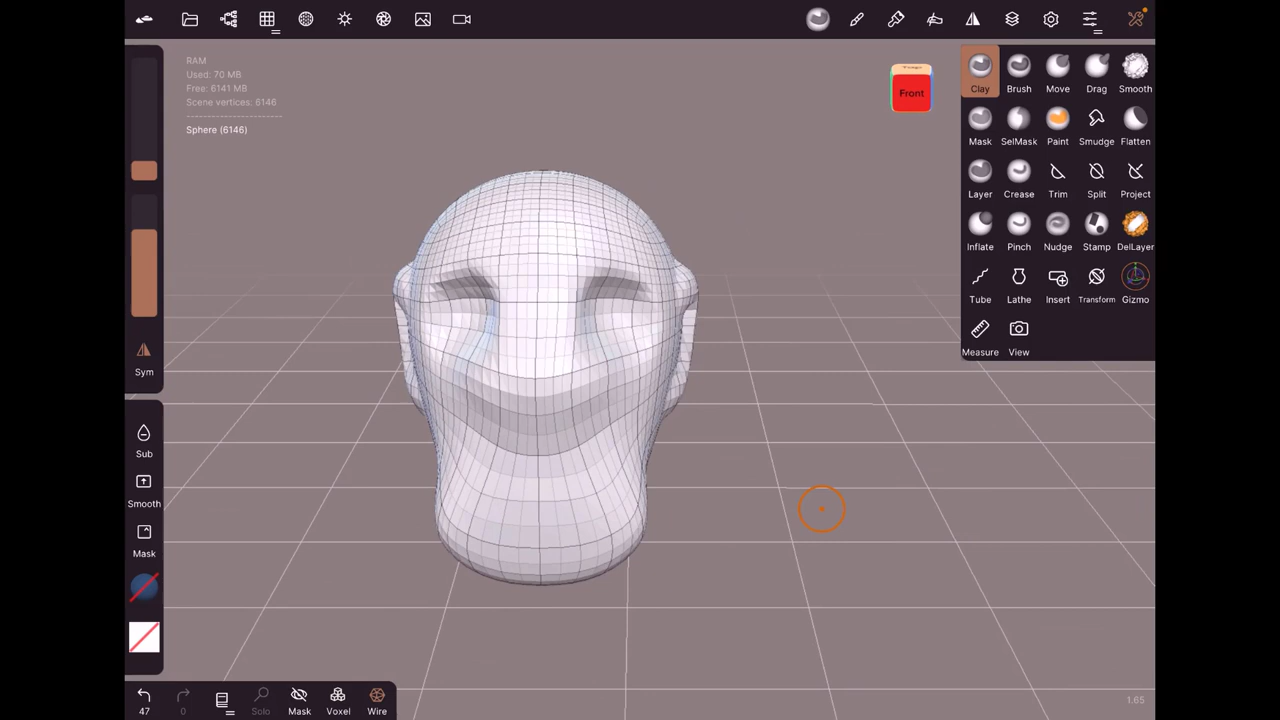 RAM
Used: 70 MB
Free: 6141 MB
Scene vertices: 6146
Sphere (6146)
Front
Clay Brush Move Drag Smooth
Mask SelMask Paint Smudge Flatten
Layer Crease Trim Split Project
Inflate Pinch Nudge Stamp DelLayer
Tube Lathe Insert Transform Gizmo
Measure View
Sym
Sub
Smooth
Mask
47 0 Solo Mask Voxel Wire
1.65